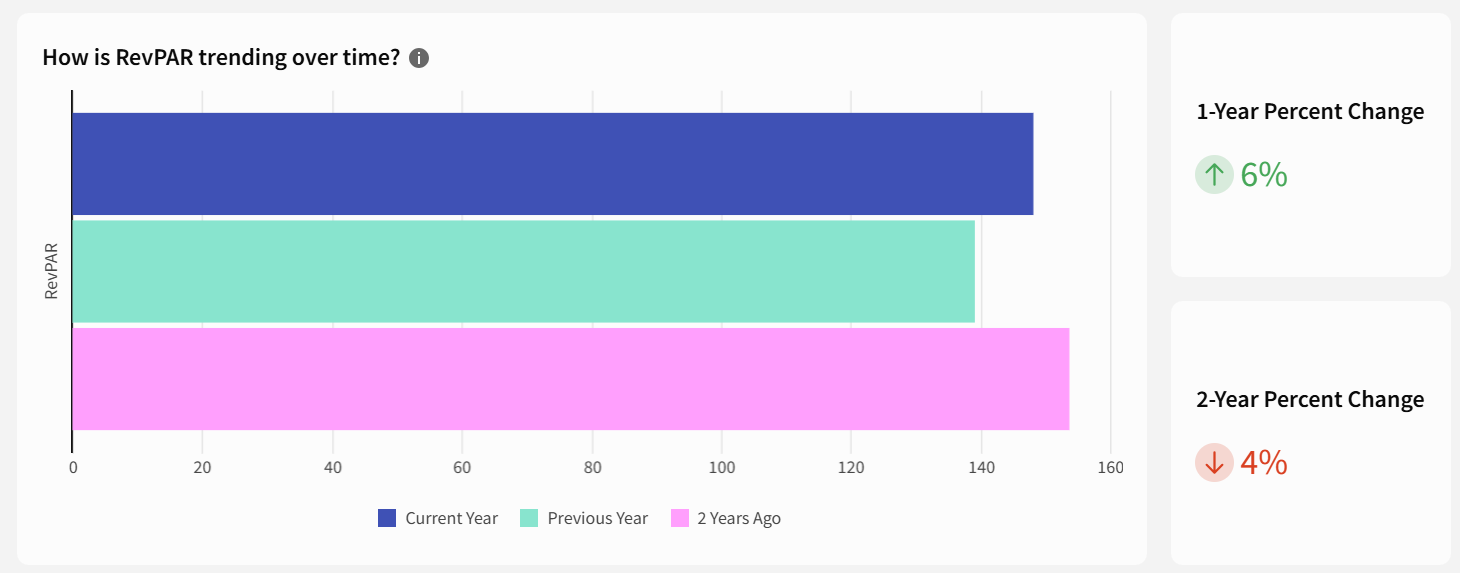 How is RevPAR trending over time?
RevPAR
0 20 40 60 80 100 120 140 160
Current Year Previous Year 2 Years Ago
1-Year Percent Change
6%
2-Year Percent Change
4%